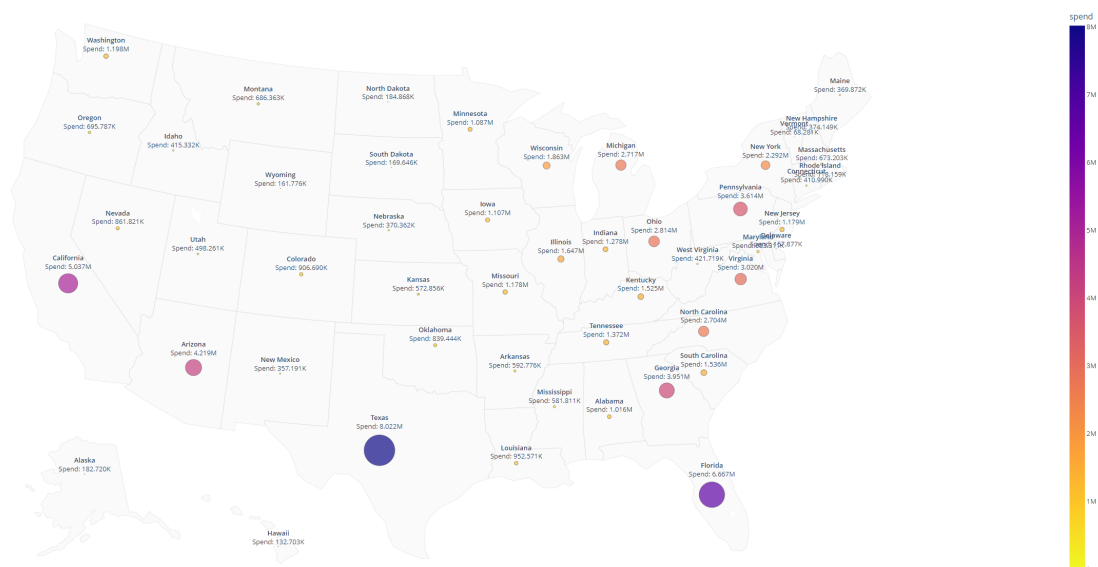 spend
8M
7M
6M
5M
4M
3M
2M
1M
Washington
Spend: 1.198M
Montana
Spend: 686.363K
North Dakota
Spend: 184.868K
Minnesota
Spend: 1.087M
Maine
Spend: 369.872K
Oregon
Spend: 695.787K
Idaho
Spend: 415.332K
Wisconsin
Spend: 1.863M
Michigan
Spend: 2.717M
New York
Spend: 2.292M
New Hampshire
Vermont
Massachusetts
Spend: 673.203K
Rhode Island
Connecticut
Spend: 410.990K
South Dakota
Spend: 169.646K
Wyoming
Spend: 161.776K
Pennsylvania
Spend: 3.614M
Nevada
Spend: 861.821K
Nebraska
Spend: 370.362K
Iowa
Spend: 1.107M
New Jersey
Spend: 1.179M
Utah
Spend: 498.261K
Ohio
Spend: 2.814M
Indiana
Spend: 1.278M
Illinois
Spend: 1.647M
Maryland
Delaware
West Virginia
Spend: 421.719K
Virginia
Spend: 3.020M
California
Spend: 5.037M
Colorado
Spend: 906.690K
Kansas
Spend: 572.856K
Missouri
Spend: 1.178M
Kentucky
Spend: 1.525M
North Carolina
Spend: 2.704M
Tennessee
Spend: 1.372M
Oklahoma
Spend: 839.444K
Arizona
Spend: 4.219M
New Mexico
Spend: 357.191K
Arkansas
Spend: 592.776K
South Carolina
Spend: 1.536M
Georgia
Spend: 3.951M
Mississippi
Spend: 581.811K
Alabama
Spend: 1.016M
Texas
Spend: 8.022M
Louisiana
Spend: 952.571K
Alaska
Spend: 182.720K
Florida
Spend: 6.667M
Hawaii
Spend: 132.703K